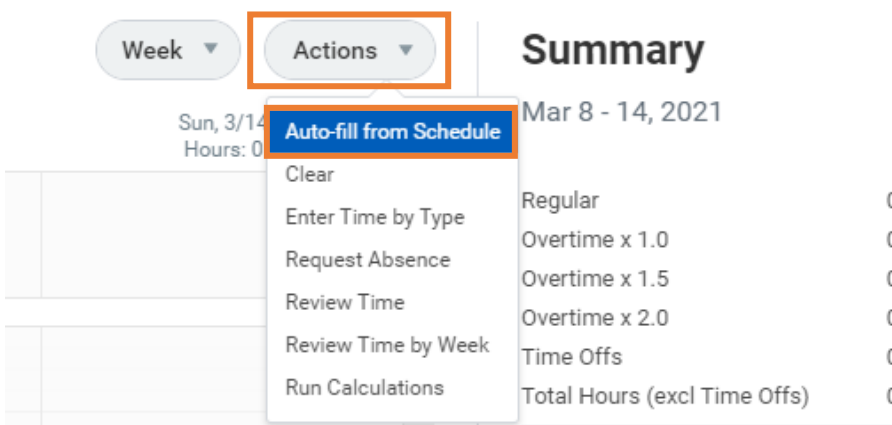 Week
Actions
Summary
Sun, 3/14
Hours: 0
Mar 8 - 14, 2021
Auto-fill from Schedule
Clear
Enter Time by Type
Request Absence
Review Time
Review Time by Week
Run Calculations
Regular
Overtime x 1.0
Overtime x 1.5
Overtime x 2.0
Time Offs
Total Hours (excl Time Offs)